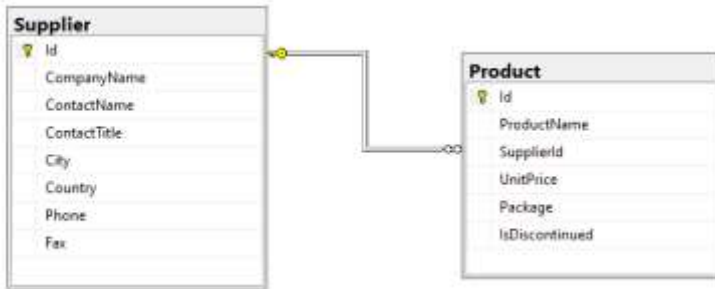 Supplier
Id
CompanyName
ContactName
ContactTitle
City
Country
Phone
Fax
Product
Id
ProductName
SupplierId
UnitPrice
Package
IsDiscontinued